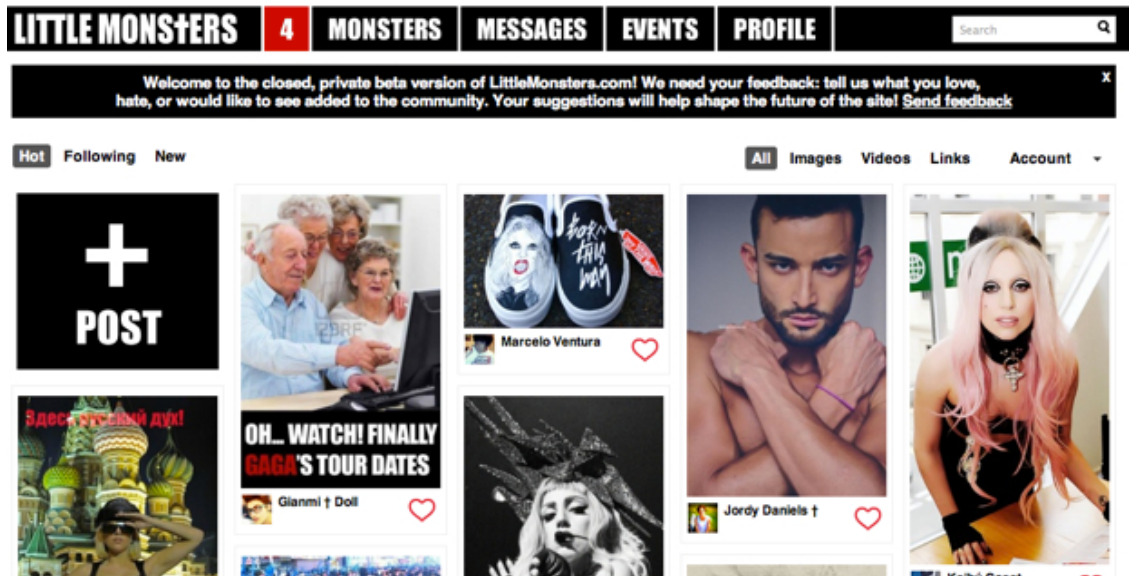 LITTLE MONS†ERS
4
MONSTERS
MESSAGES
EVENTS
PROFILE
Search
Welcome to the closed, private beta version of LittleMonsters.com! We need your feedback: tell us what you love,
hate, or would like to see added to the community. Your suggestions will help shape the future of the site! Send feedback
x
Hot
Following
New
All
Images
Videos
Links
Account
+
POST
123RF
OH... WATCH! FINALLY
GAGA'S TOUR DATES
Gianmi † Doll
BORN
THIS
WAY
Marcelo Ventura
Jordy Daniels †
Здесь русский дух!